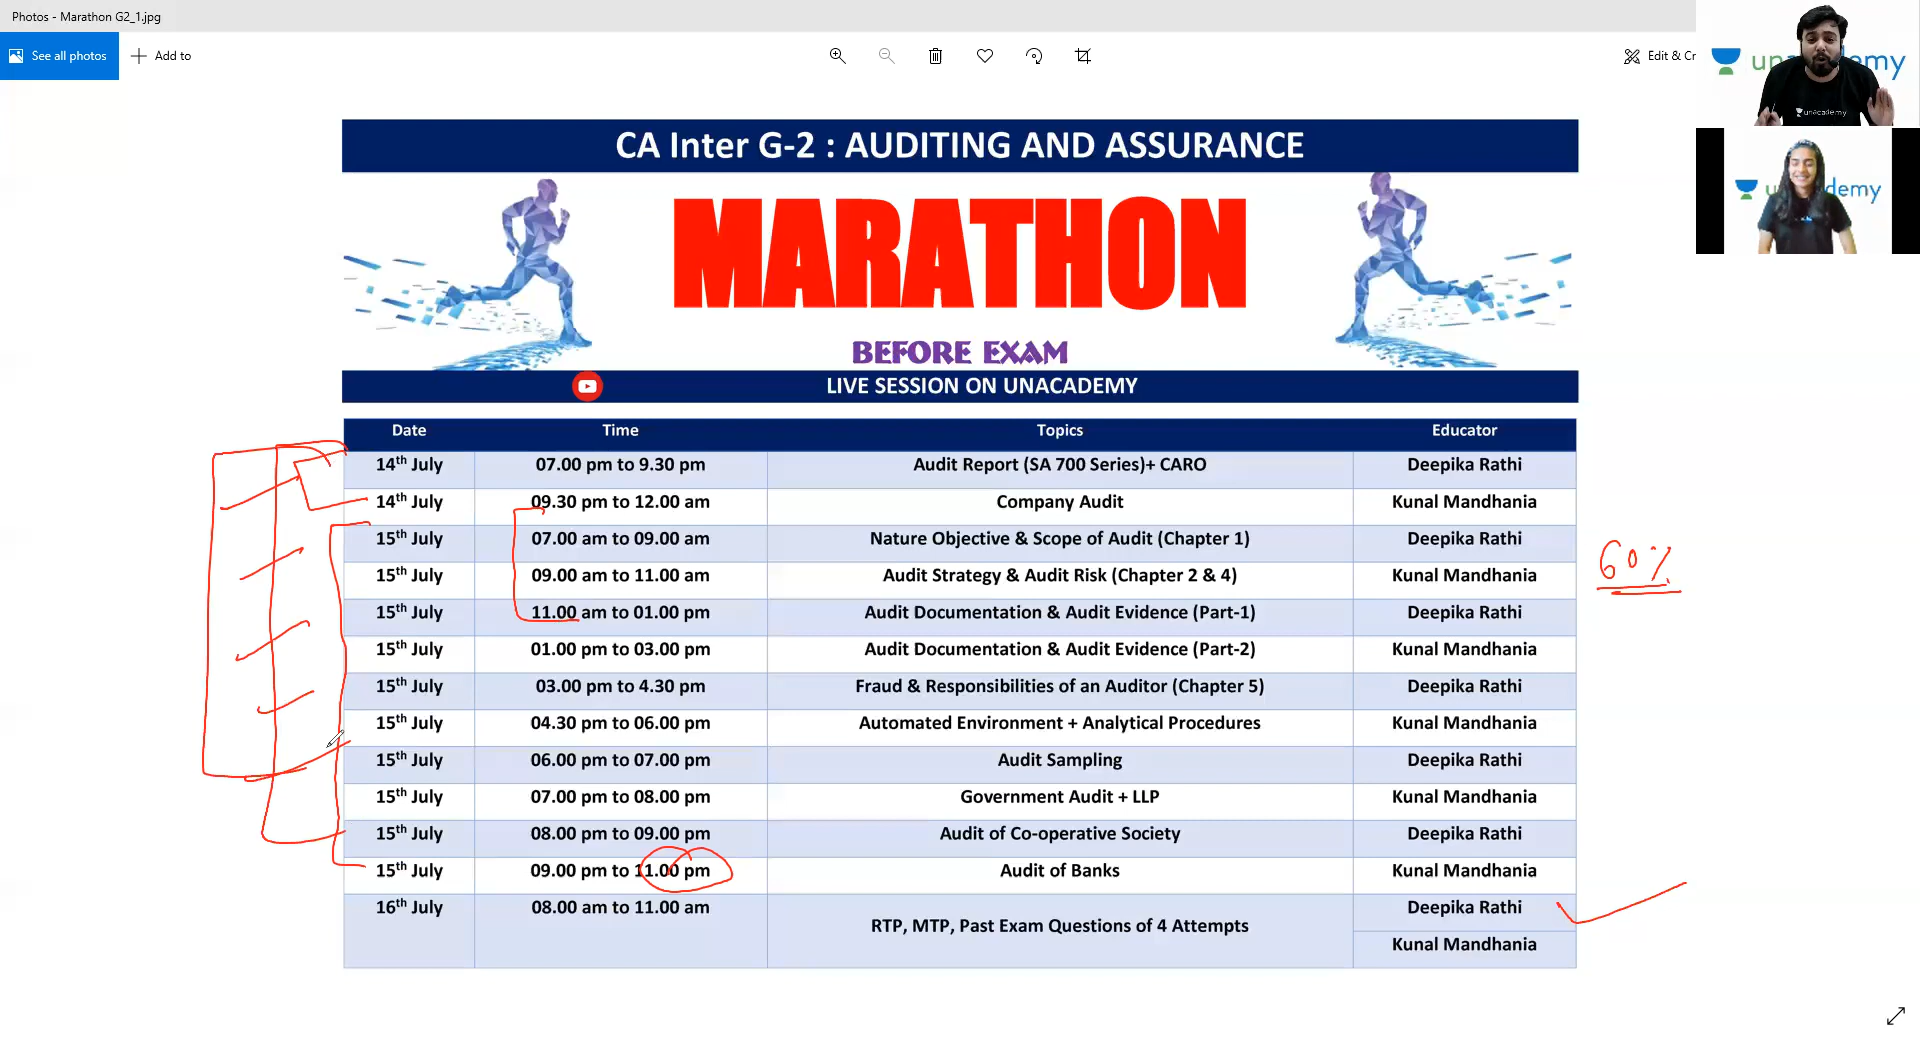 Photos - Marathon G2_1.jpg
See all photos
Add to
Edit & Cr
unacademy
unacademy
CA Inter G-2 : AUDITING AND ASSURANCE
MARATHON
BEFORE EXAM
LIVE SESSION ON UNACADEMY
Date Time Topics Educator
14th July 07.00 pm to 9.30 pm Audit Report (SA 700 Series)+ CARO Deepika Rathi
14th July 09.30 pm to 12.00 am Company Audit Kunal Mandhania
15th July 07.00 am to 09.00 am Nature Objective & Scope of Audit (Chapter 1) Deepika Rathi
15th July 09.00 am to 11.00 am Audit Strategy & Audit Risk (Chapter 2 & 4) Kunal Mandhania
60%
15th July 11.00 am to 01.00 pm Audit Documentation & Audit Evidence (Part-1) Deepika Rathi
15th July 01.00 pm to 03.00 pm Audit Documentation & Audit Evidence (Part-2) Kunal Mandhania
15th July 03.00 pm to 4.30 pm Fraud & Responsibilities of an Auditor (Chapter 5) Deepika Rathi
15th July 04.30 pm to 06.00 pm Automated Environment + Analytical Procedures Kunal Mandhania
15th July 06.00 pm to 07.00 pm Audit Sampling Deepika Rathi
15th July 07.00 pm to 08.00 pm Government Audit + LLP Kunal Mandhania
15th July 08.00 pm to 09.00 pm Audit of Co-operative Society Deepika Rathi
15th July 09.00 pm to 11.00 pm Audit of Banks Kunal Mandhania
16th July 08.00 am to 11.00 am RTP, MTP, Past Exam Questions of 4 Attempts Deepika Rathi
Kunal Mandhania